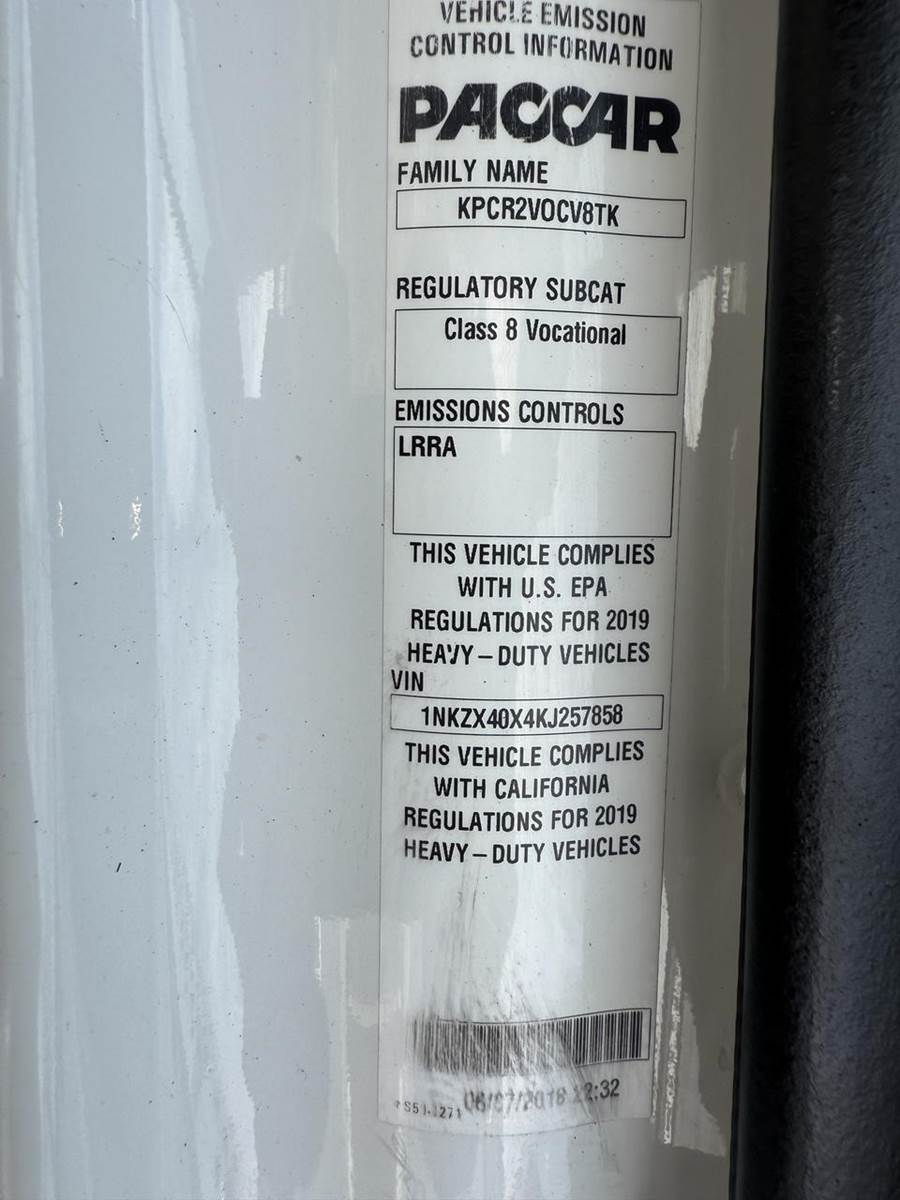 VEHICLE EMISSION
CONTROL INFORMATION
PACCAR
FAMILY NAME
KPCR2VOCV8TK
REGULATORY SUBCAT
Class 8 Vocational
EMISSIONS CONTROLS
LRRA
THIS VEHICLE COMPLIES
WITH U.S. EPA
REGULATIONS FOR 2019
HEAVY – DUTY VEHICLES
VIN
1NKZX40X4KJ257858
THIS VEHICLE COMPLIES
WITH CALIFORNIA
REGULATIONS FOR 2019
HEAVY – DUTY VEHICLES